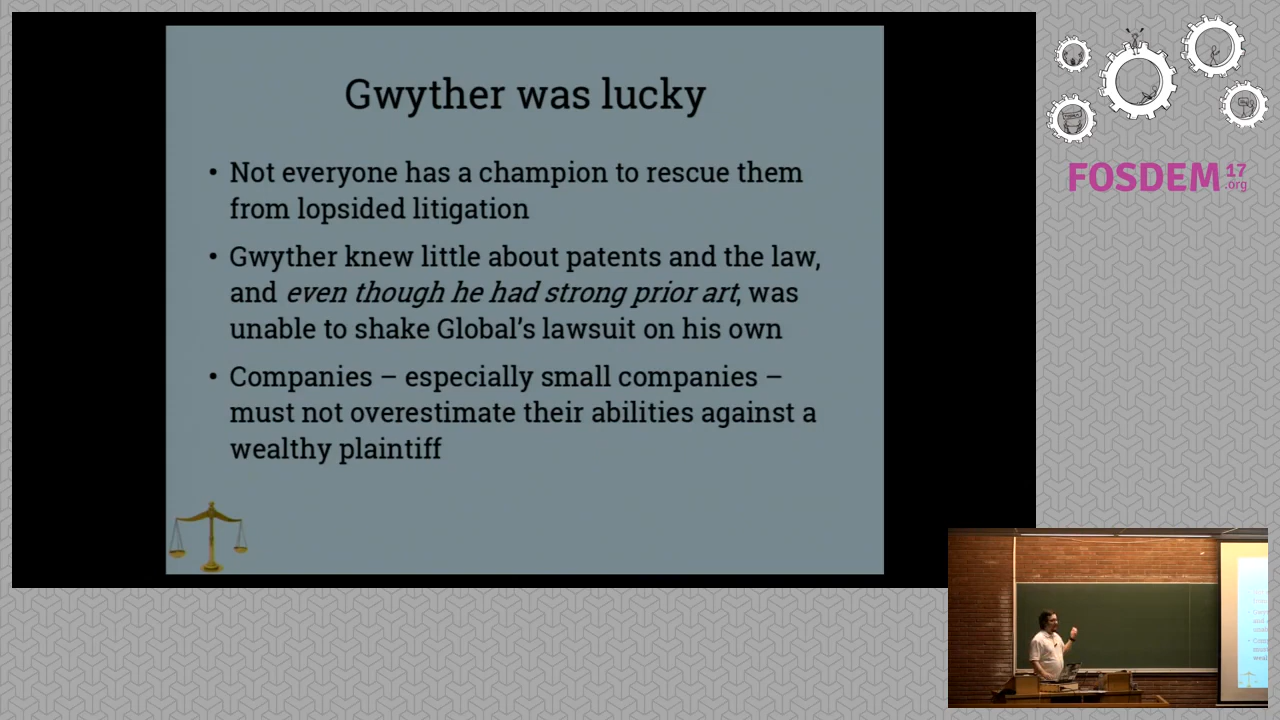 Gwyther was lucky
• Not everyone has a champion to rescue them
from lopsided litigation
• Gwyther knew little about patents and the law,
and even though he had strong prior art, was
unable to shake Global’s lawsuit on his own
• Companies – especially small companies –
must not overestimate their abilities against a
wealthy plaintiff
FOSDEM 17
.org